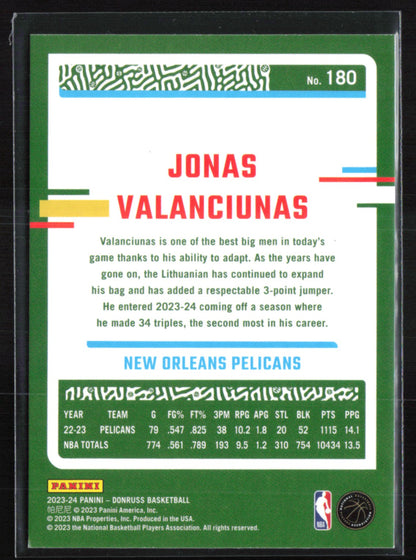 No. 180
JONAS
VALANCIUNAS
Valanciunas is one of the best big men in today's
game thanks to his ability to adapt. As the years have
gone on, the Lithuanian has continued to expand
his bag and has added a respectable 3-point jumper.
He entered 2023-24 coming off a season where
he made 34 triples, the second most in his career.
NEW ORLEANS PELICANS
YEAR TEAM G FG% FT% 3PM RPG APG STL BLK PTS PPG
22-23 PELICANS 79 .547 .825 38 10.2 1.8 20 52 1115 14.1
NBA TOTALS 774 .561 .789 193 9.5 1.2 310 754 10434 13.5
PANINI
2023-24 PANINI – DONRUSS BASKETBALL
帕尼尼 © 2023 Panini America, Inc.
© 2023 NBA Properties, Inc. Produced in the USA.
© 2023 the National Basketball Players Association. All rights reserved.
NBA